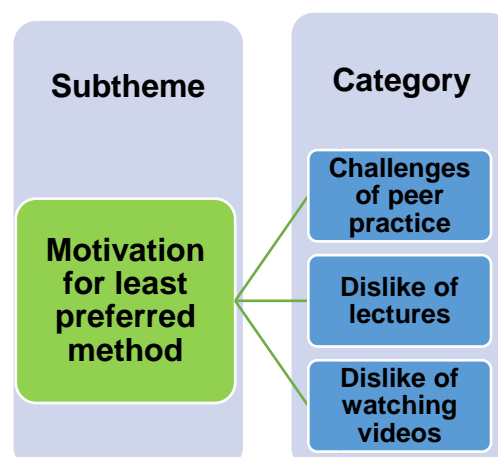 Subtheme
Category
Motivation
for least
preferred
method
Challenges
of peer
practice
Dislike of
lectures
Dislike of
watching
videos